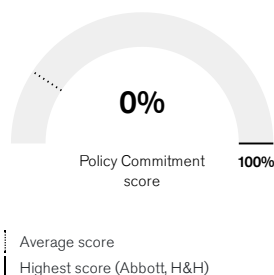 0%
Policy Commitment
score
100%
Average score
Highest score (Abbott, H&H)